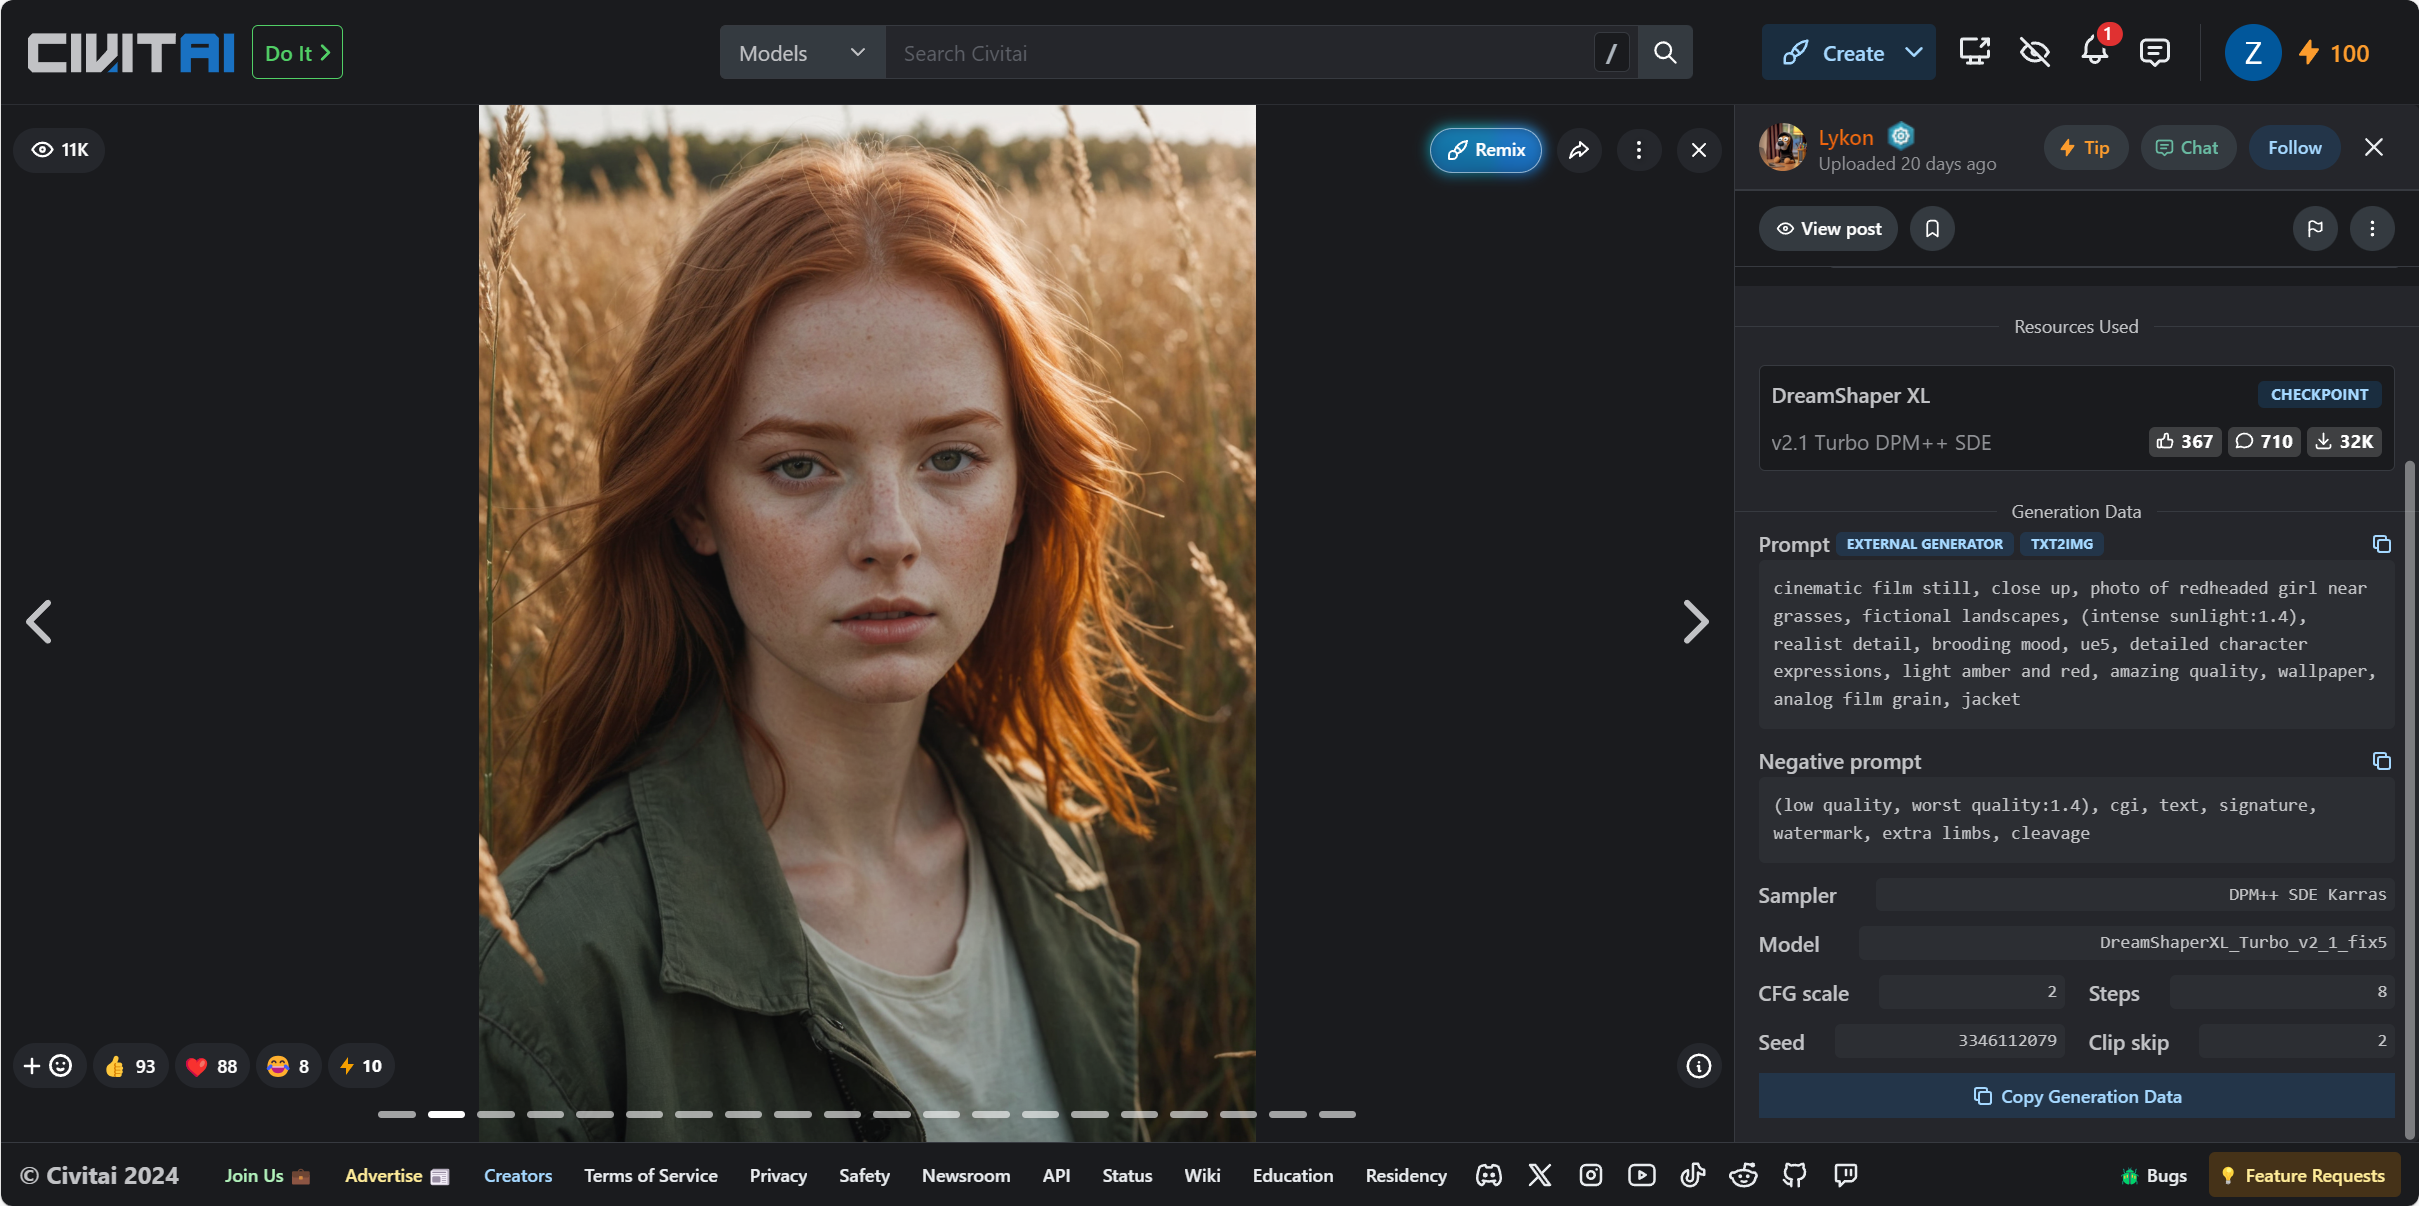 CIVITAI
Do It
Models
Search Civitai
/
Create
1
Z
100
11K
Remix
Lykon
Uploaded 20 days ago
Tip
Chat
Follow
View post
Resources Used
DreamShaper XL
CHECKPOINT
v2.1 Turbo DPM++ SDE
367
710
32K
Generation Data
Prompt
EXTERNAL GENERATOR
TXT2IMG
cinematic film still, close up, photo of redheaded girl near
grasses, fictional landscapes, (intense sunlight:1.4),
realist detail, brooding mood, ue5, detailed character
expressions, light amber and red, amazing quality, wallpaper,
analog film grain, jacket
Negative prompt
(low quality, worst quality:1.4), cgi, text, signature,
watermark, extra limbs, cleavage
Sampler
DPM++ SDE Karras
Model
DreamShaperXL_Turbo_v2_1_fix5
CFG scale
2
Steps
8
Seed
3346112079
Clip skip
2
Copy Generation Data
93
88
8
10
© Civitai 2024
Join Us
Advertise
Creators
Terms of Service
Privacy
Safety
Newsroom
API
Status
Wiki
Education
Residency
Bugs
Feature Requests